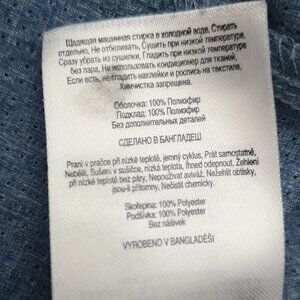 Щадящая машинная стирка в холодной воде, Стирать
отдельно, Не отбеливать, Сушить при низкой температуре,
Сразу убрать из сушилки, Гладить при низкой температуре
без пара, Не использовать кондиционер для тканей,
Если есть, не гладить наклейки и роспись на текстиле,
Химчистка запрещена.
Оболочка: 100% Полиэфир
Подклад: 100% Полиэфир
Без дополнительных деталей
СДЕЛАНО В БАНГЛАДЕШ
Praní v pračce při nízké teplotě, jemný cyklus, Prát samostatně,
Nebělit, Sušení v sušičce, nízká teplota, Ihned odepnout, Žehlení
při nízké teplotě bez páry, Nepoužívat aviváž, Nežehlit obtisky,
jsou-li přítomny, Nečistit chemicky.
Skořepina: 100% Polyester
Podšívka: 100% Polyester
Bez nášivek
VYROBENO V BANGLADÉŠI